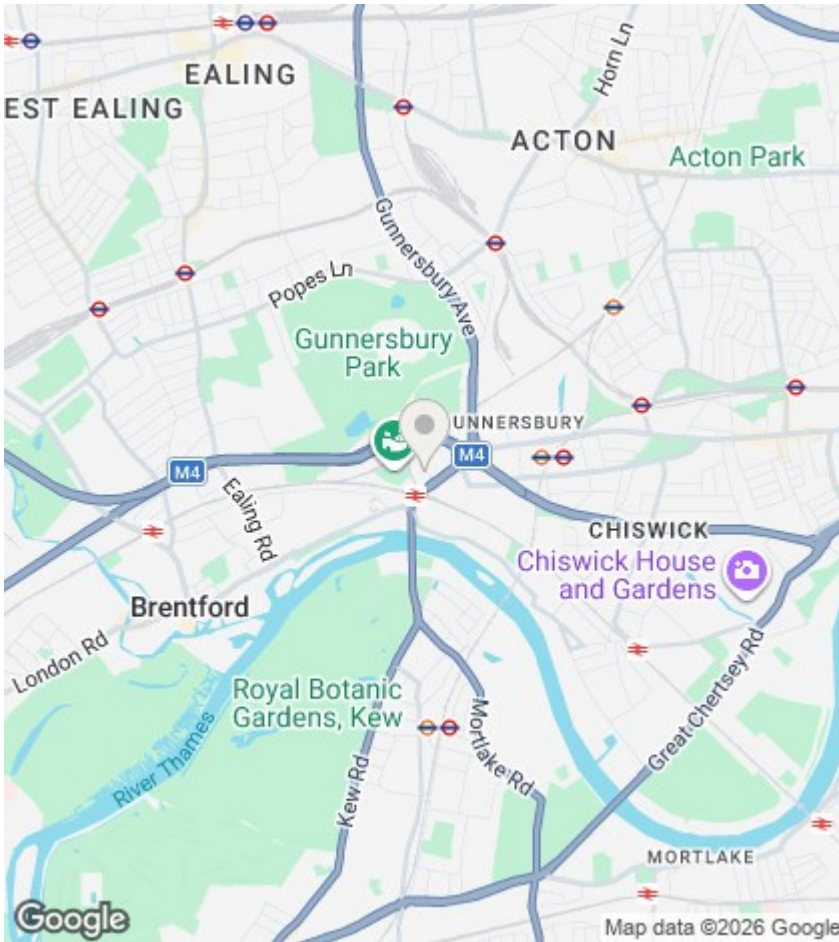 EALING
EST EALING
Horn Ln
ACTON
Acton Park
Gunnersbury Ave
Popes Ln
Gunnersbury
Park
UNNERSBURY
M4
M4
Ealing Rd
CHISWICK
Chiswick House
and Gardens
Brentford
London Rd
Royal Botanic
Gardens, Kew
River Thames
Kew Rd
Mortlake Rd
Great Chertsey Rd
MORTLAKE
Google
Map data ©2026 Google